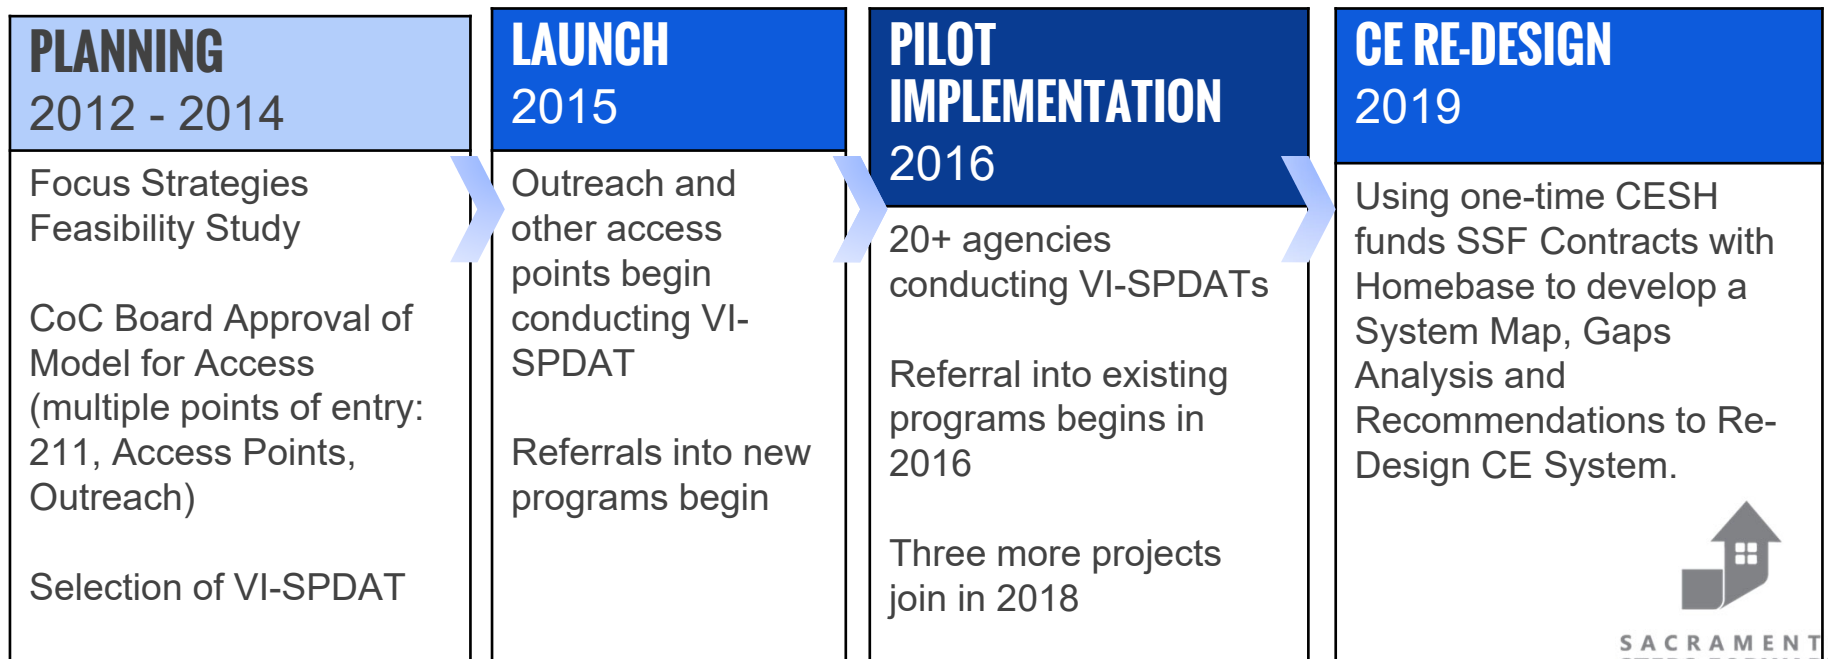 PLANNING
2012 - 2014
Focus Strategies
Feasibility Study
CoC Board Approval of
Model for Access
(multiple points of entry:
211, Access Points,
Outreach)
Selection of VI-SPDAT
LAUNCH
2015
Outreach and
other access
points begin
conducting VI-
SPDAT
Referrals into new
programs begin
PILOT
IMPLEMENTATION
2016
20+ agencies
conducting VI-SPDATs
Referral into existing
programs begins in
2016
Three more projects
join in 2018
CE RE-DESIGN
2019
Using one-time CESH
funds SSF Contracts with
Homebase to develop a
System Map, Gaps
Analysis and
Recommendations to Re-
Design CE System.
SACRAMENT